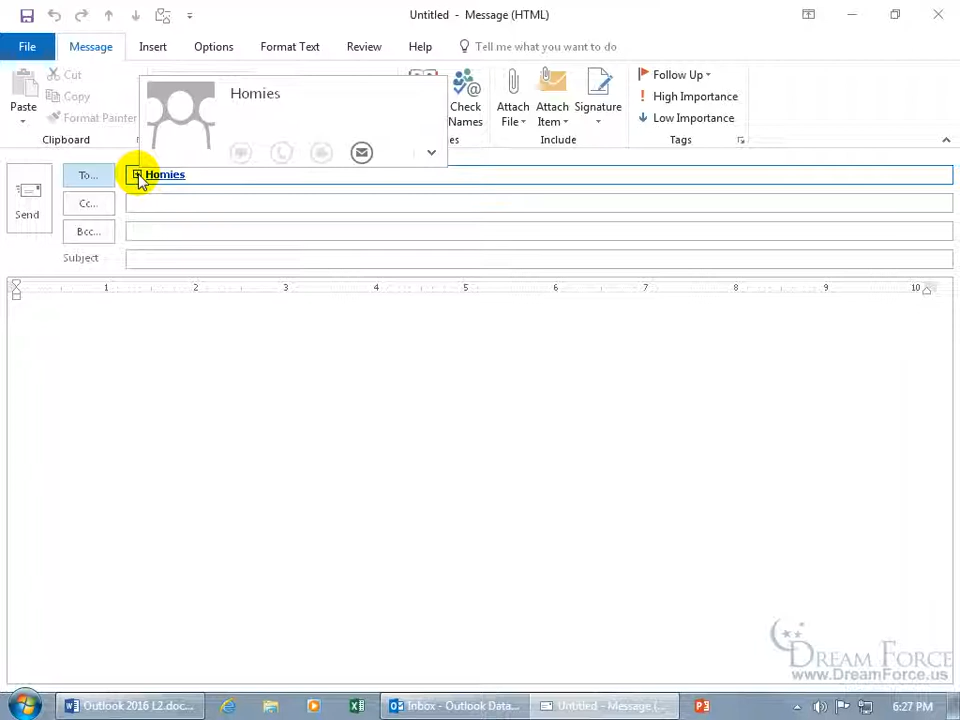 Untitled - Message (HTML)
File
Message
Insert
Options
Format Text
Review
Help
Tell me what you want to do
Paste
Cut
Copy
Format Painter
Clipboard
Homies
Check Names
es
Attach File
Attach Item
Signature
Include
Follow Up
High Importance
Low Importance
Tags
Send
To...
Homies
Cc...
Bcc...
Subject
1 2 3 4 5 6 7 8 9 10
DREAM FORCE
www.DreamForce.us
Outlook 2016 L2.doc...
Inbox - Outlook Data...
Untitled - Message (...
6:27 PM